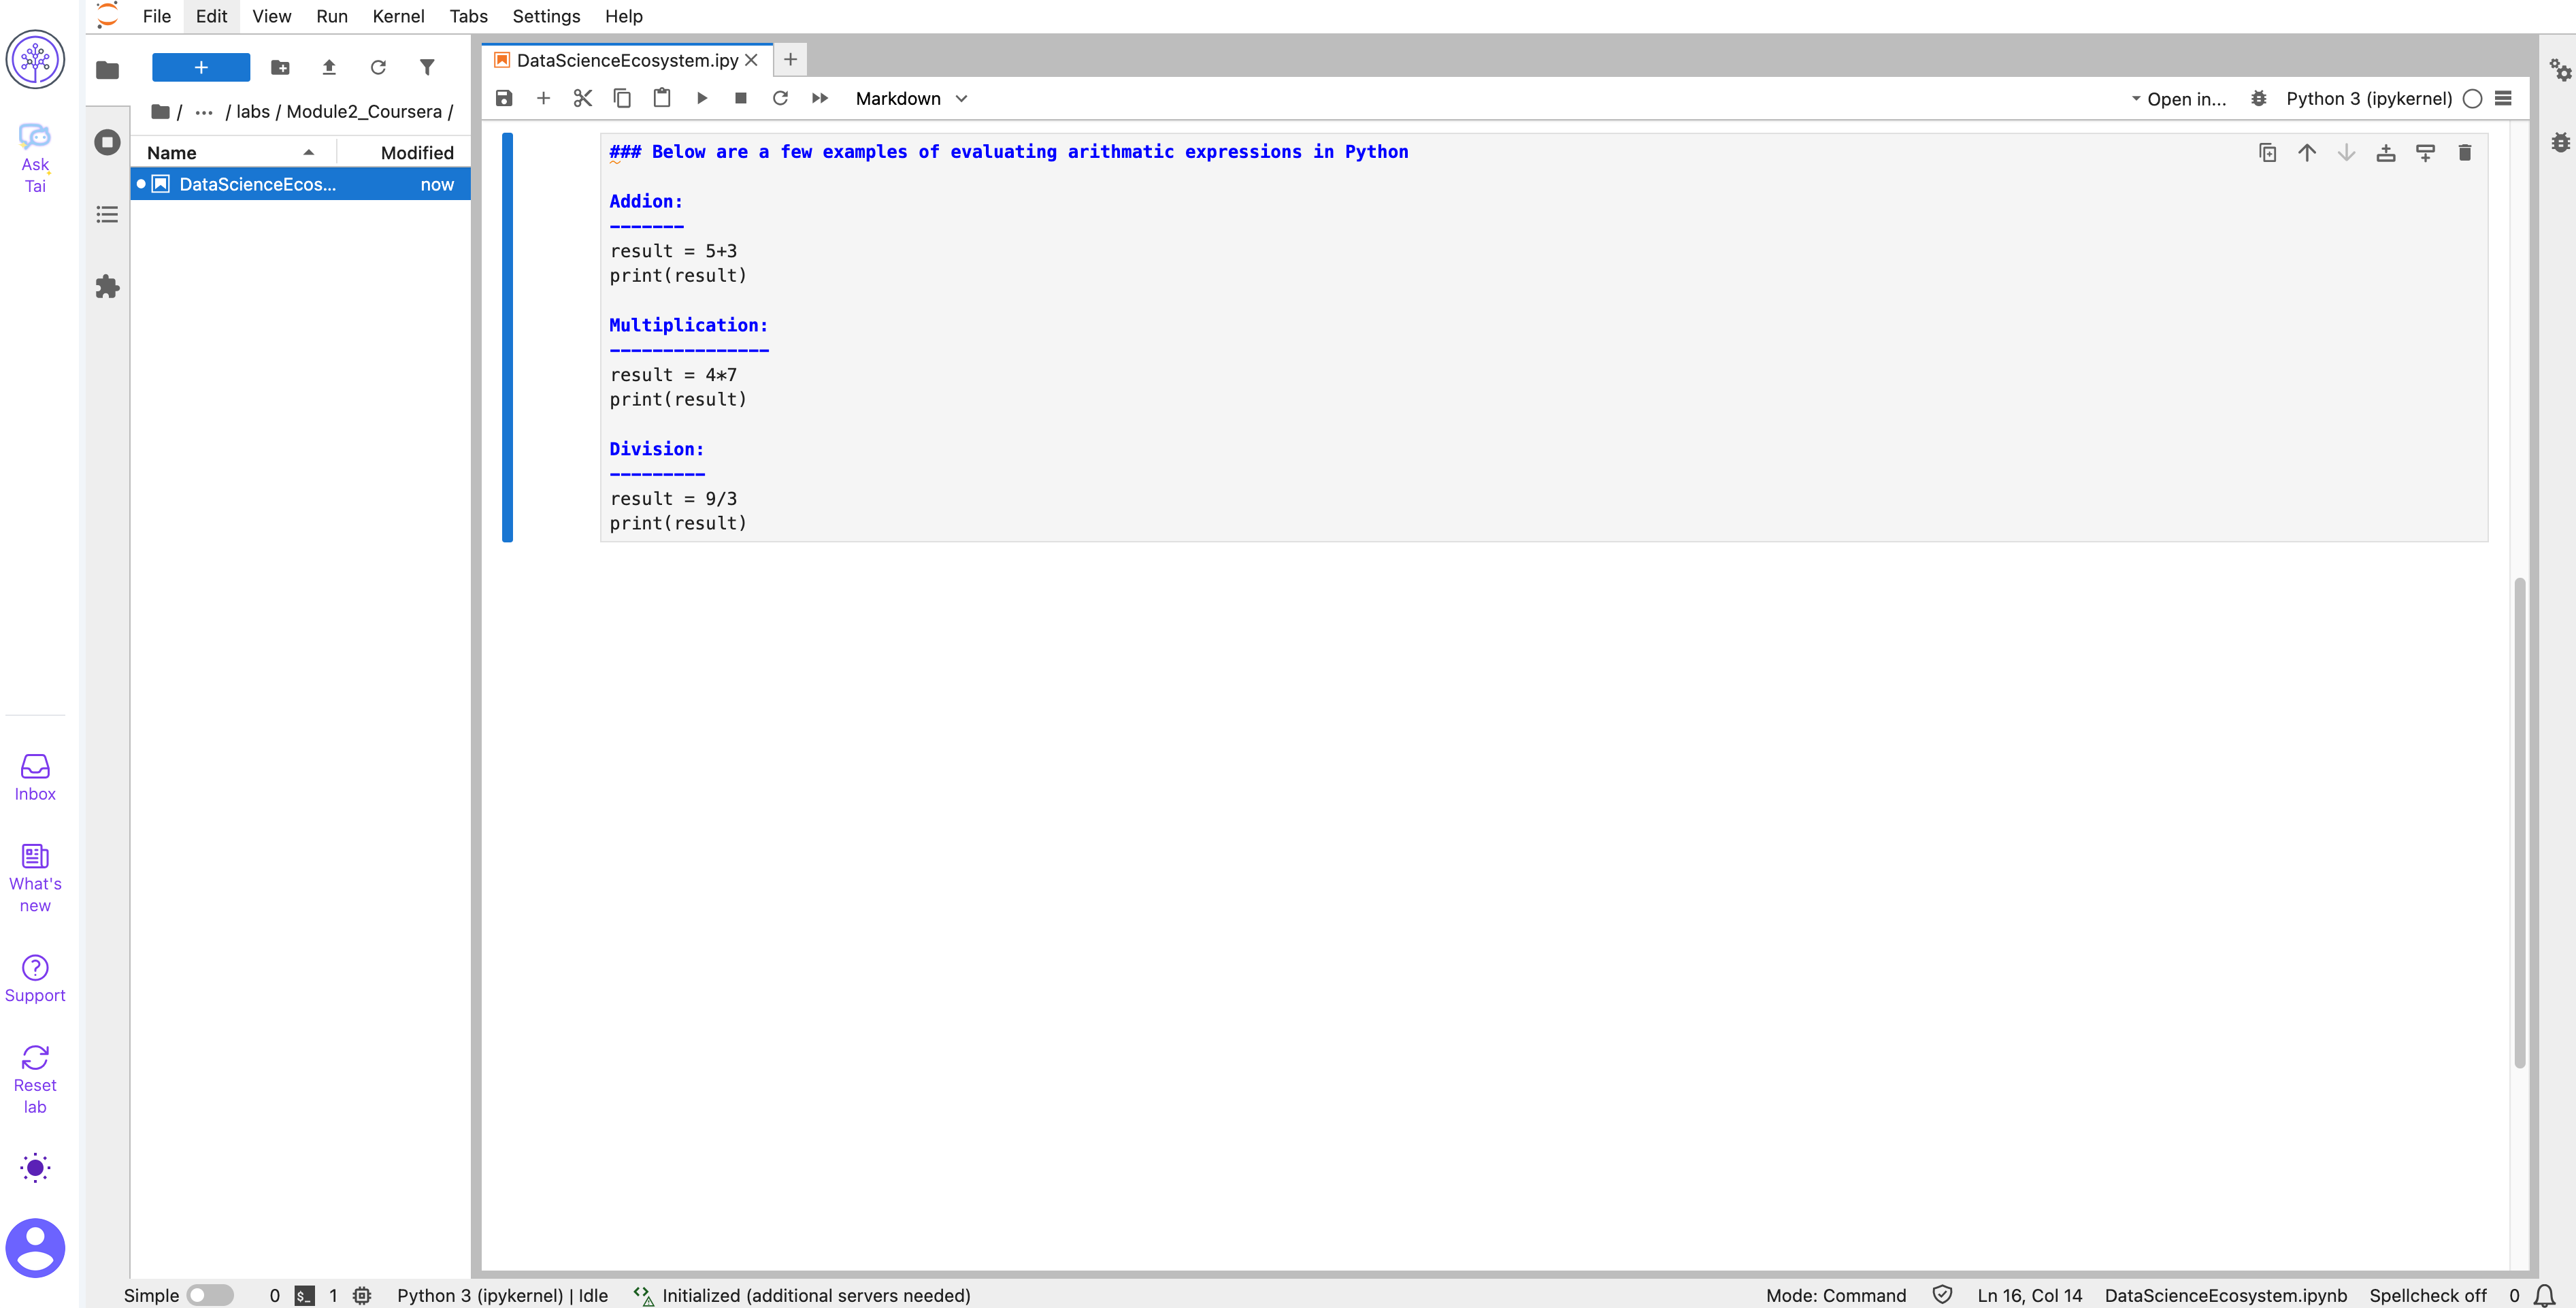 File Edit View Run Kernel Tabs Settings Help
Ask
Tai
Inbox
What's
new
Support
Reset
lab
+
/ ... / labs / Module2_Coursera /
Name Modified
DataScienceEcos... now
DataScienceEcosystem.ipy
Markdown
Open in...
Python 3 (ipykernel)
### Below are a few examples of evaluating arithmatic expressions in Python
Addion:
-------
result = 5+3
print(result)
Multiplication:
---------------
result = 4*7
print(result)
Division:
---------
result = 9/3
print(result)
Simple 0 $_ 1 Python 3 (ipykernel) | Idle Initialized (additional servers needed) Mode: Command Ln 16, Col 14 DataScienceEcosystem.ipynb Spellcheck off 0